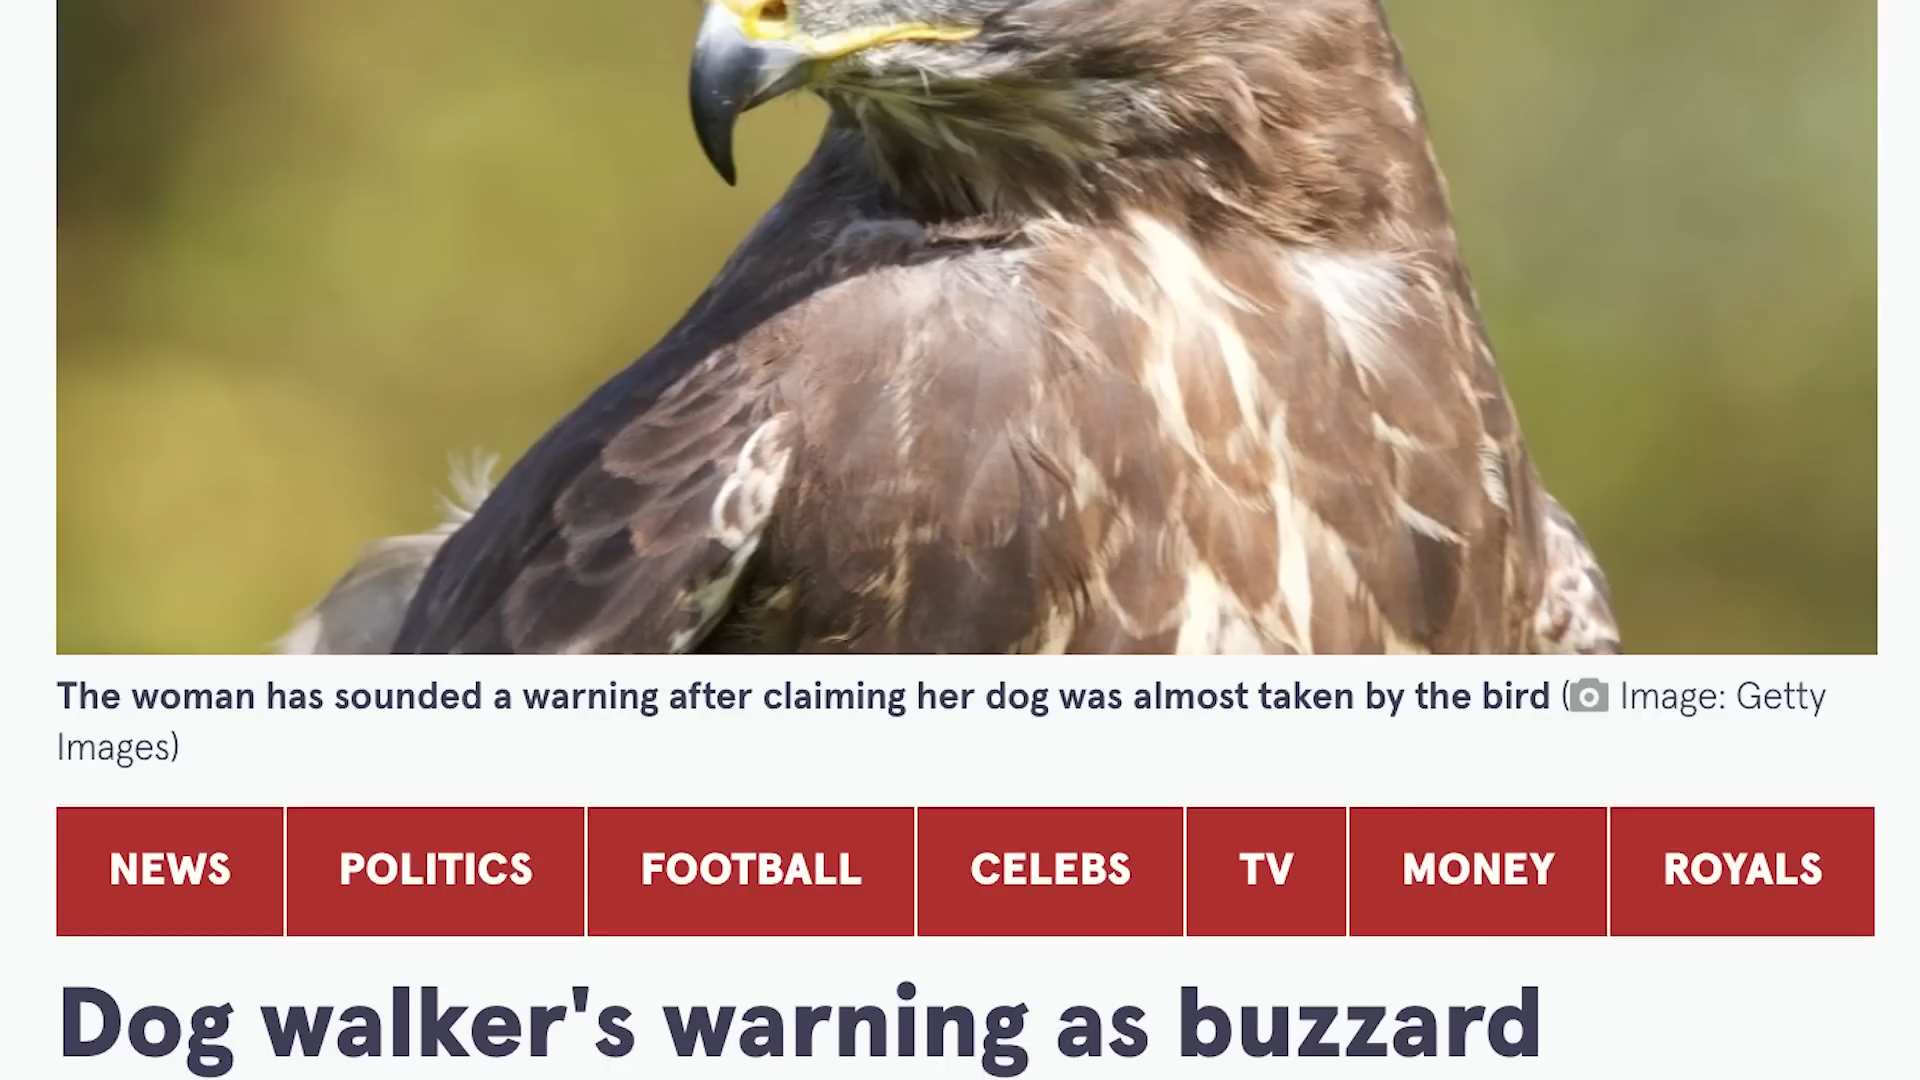 The woman has sounded a warning after claiming her dog was almost taken by the bird (Image: Getty
Images)
NEWS POLITICS FOOTBALL CELEBS TV MONEY ROYALS
Dog walker's warning as buzzard